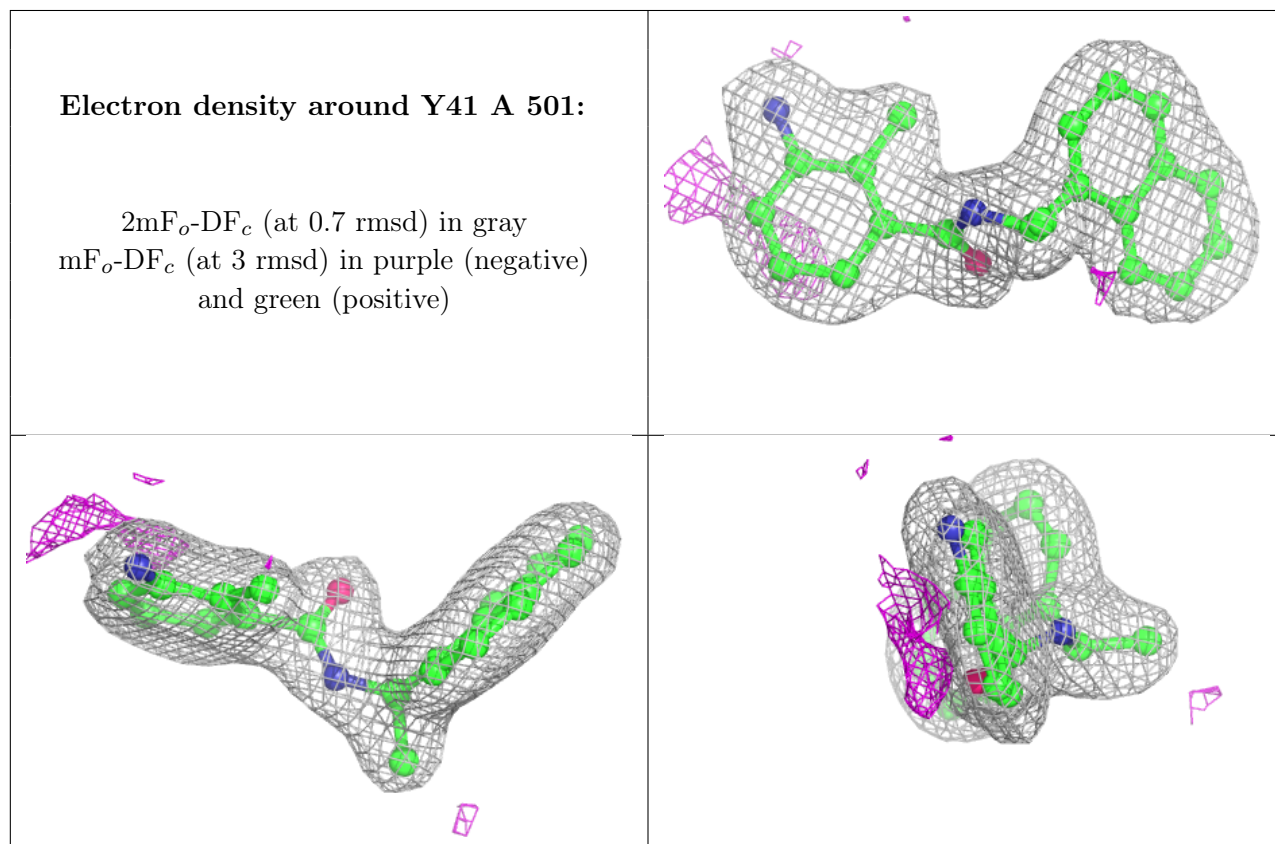 Electron density around Y41 A 501:
2mFₒ-DF𝒸 (at 0.7 rmsd) in gray
mFₒ-DF𝒸 (at 3 rmsd) in purple (negative)
and green (positive)